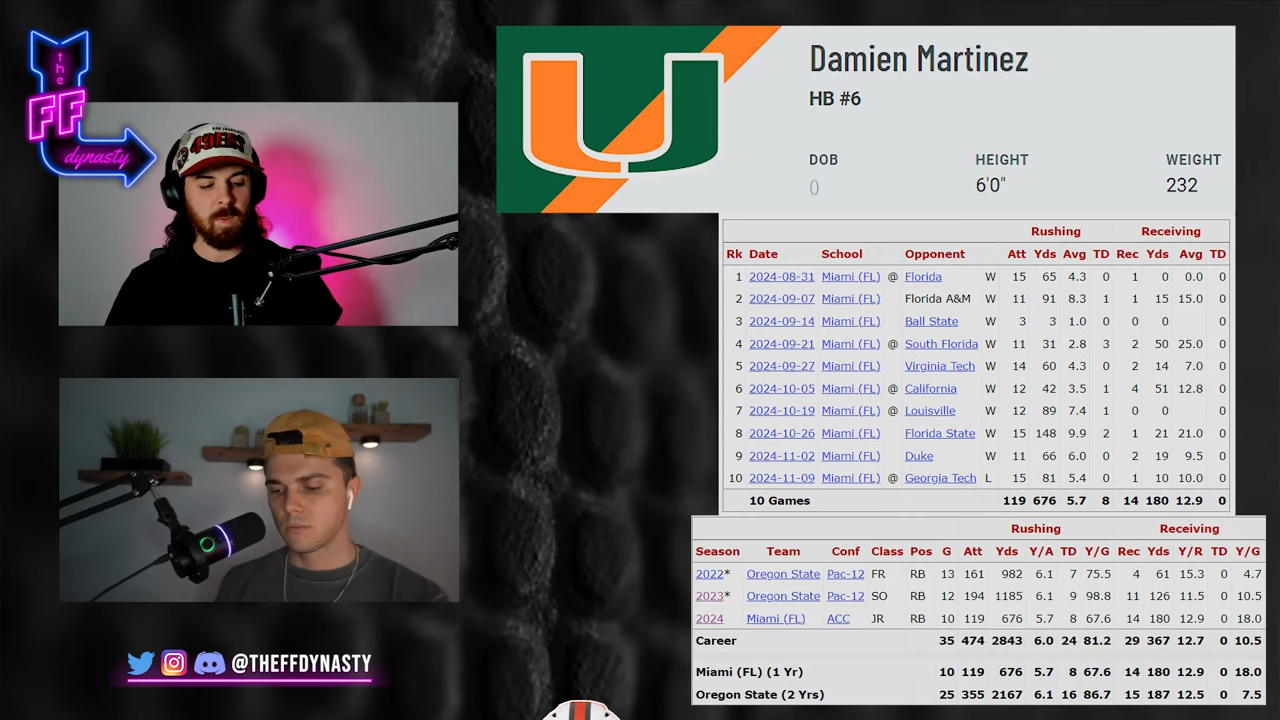 the
FF
dynasty
SAN FRANCISCO
49ERS
@THEFFDYNASTY
Damien Martinez
HB #6
DOB HEIGHT WEIGHT
() 6'0" 232
Rushing Receiving
Rk Date School Opponent Att Yds Avg TD Rec Yds Avg TD
1 2024-08-31 Miami (FL) @ Florida W 15 65 4.3 0 1 0 0.0 0
2 2024-09-07 Miami (FL) Florida A&M W 11 91 8.3 1 1 15 15.0 0
3 2024-09-14 Miami (FL) Ball State W 3 3 1.0 0 0 0 0
4 2024-09-21 Miami (FL) @ South Florida W 11 31 2.8 3 2 50 25.0 0
5 2024-09-27 Miami (FL) Virginia Tech W 14 60 4.3 0 2 14 7.0 0
6 2024-10-05 Miami (FL) @ California W 12 42 3.5 1 4 51 12.8 0
7 2024-10-19 Miami (FL) @ Louisville W 12 89 7.4 1 0 0 0
8 2024-10-26 Miami (FL) Florida State W 15 148 9.9 2 1 21 21.0 0
9 2024-11-02 Miami (FL) Duke W 11 66 6.0 0 2 19 9.5 0
10 2024-11-09 Miami (FL) @ Georgia Tech L 15 81 5.4 0 1 10 10.0 0
10 Games 119 676 5.7 8 14 180 12.9 0
Rushing Receiving
Season Team Conf Class Pos G Att Yds Y/A TD Y/G Rec Yds Y/R TD Y/G
2022* Oregon State Pac-12 FR RB 13 161 982 6.1 7 75.5 4 61 15.3 0 4.7
2023* Oregon State Pac-12 SO RB 12 194 1185 6.1 9 98.8 11 126 11.5 0 10.5
2024 Miami (FL) ACC JR RB 10 119 676 5.7 8 67.6 14 180 12.9 0 18.0
Career 35 474 2843 6.0 24 81.2 29 367 12.7 0 10.5
Miami (FL) (1 Yr) 10 119 676 5.7 8 67.6 14 180 12.9 0 18.0
Oregon State (2 Yrs) 25 355 2167 6.1 16 86.7 15 187 12.5 0 7.5